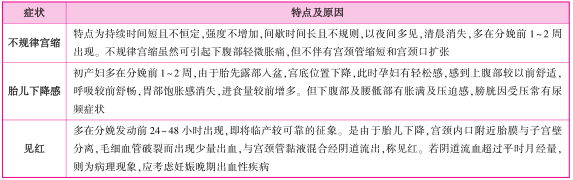 症状 特点及原因
不规律宫缩
特点为持续时间短且不恒定,强度不增加,间歇时间长且不规则,以夜间多见,清晨消失,多在分娩前1~2周
出现。不规律宫缩虽然可引起下腹部轻微胀痛,但不伴有宫颈管缩短和宫颈口扩张
胎儿下降感
初产妇多在分娩前1~2周,由于胎先露部入盆,宫底位置下降,此时孕妇有轻松感,感到上腹部较以前舒适,
呼吸较前舒畅,胃部饱胀感消失,进食量较前增多。但下腹部及腰骶部有胀满及压迫感,膀胱因受压常有尿
频症状
见红
多在分娩发动前24~48小时出现,即将临产较可靠的征象。是由于胎儿下降,宫颈内口附近胎膜与子宫壁
分离,毛细血管破裂而出现少量出血,与宫颈管黏液混合经阴道流出,称见红。若阴道流血超过平时月经量,
则为病理现象,应考虑妊娠晚期出血性疾病